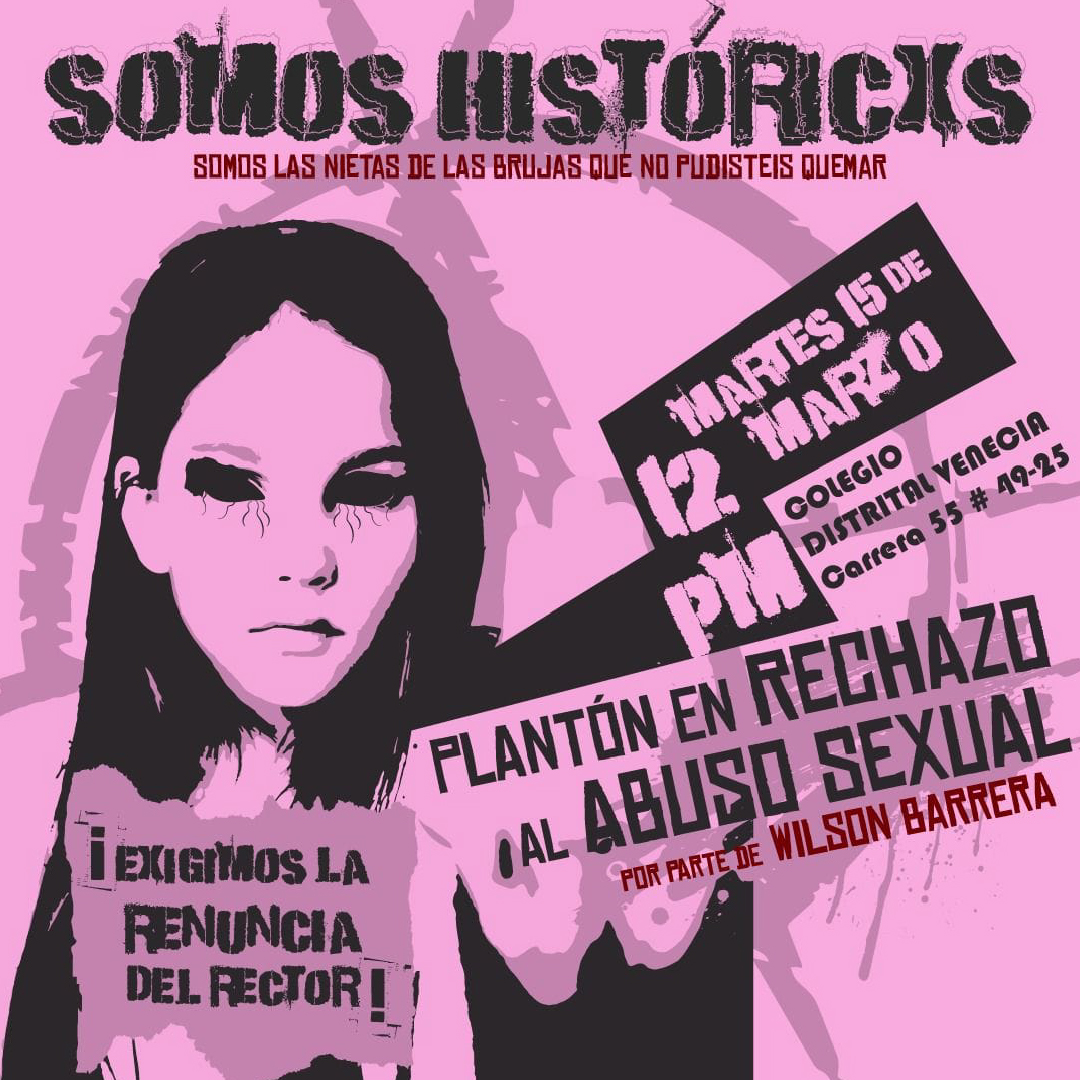 SOMOS HISTÓRICXS
SOMOS LAS NIETAS DE LAS BRUJAS QUE NO PUDISTEIS QUEMAR
MARTES 15 DE
MARZO
12
PM
COLEGIO
DISTRITAL VENECIA
Carrera 55 # 49-25
PLANTÓN EN RECHAZO
AL ABUSO SEXUAL
POR PARTE DE WILSON BARRERA
¡EXIGIMOS LA
RENUNCIA
DEL RECTOR!